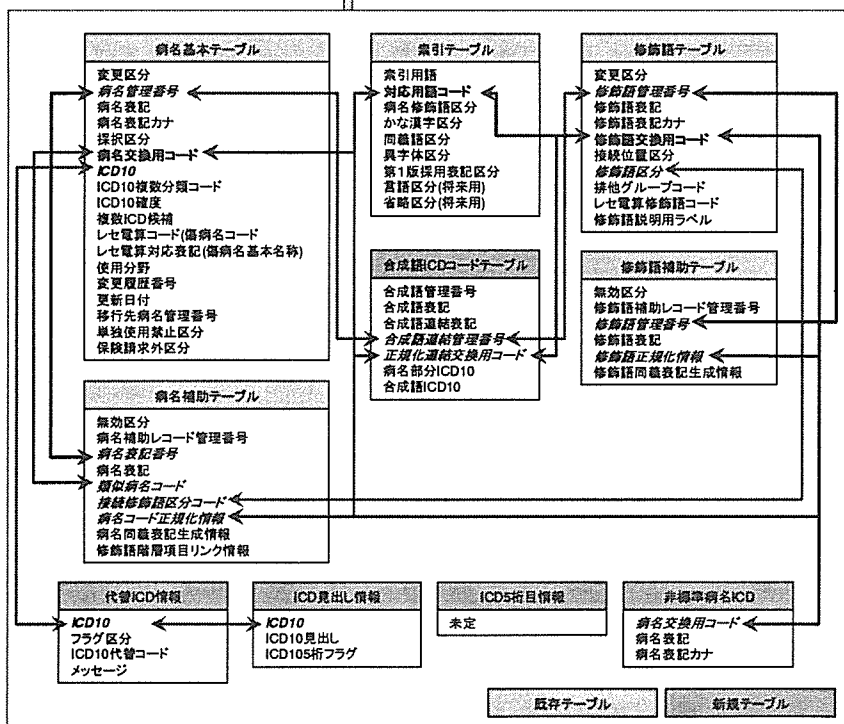 病名基本テーブル
変更区分
病名管理番号
病名表記
病名表記カナ
採択区分
病名交換用コード
ICD10
ICD10複数分類コード
ICD10確度
複数ICD候補
レセ電算コード(傷病名コード
レセ電算対応表記(傷病名基本名称)
使用分野
変更履歴番号
更新日付
移行先病名管理番号
単独使用禁止区分
保険請求外区分
索引テーブル
索引用語
対応用語コード
病名修飾語区分
かな漢字区分
同義語区分
異字体区分
第1版採用表記区分
言語区分(将来用)
省略区分(将来用)
修飾語テーブル
変更区分
修飾語管理番号
修飾語表記
修飾語表記カナ
修飾語交換用コード
接続位置区分
修飾語区分
排他グループコード
レセ電算修飾語コード
修飾語説明用ラベル
合成語ICDコードテーブル
合成語管理番号
合成語表記
合成語連結表記
合成語連結管理番号
正規化連結交換用コード
病名部分ICD10
合成語ICD10
修飾語補助テーブル
無効区分
修飾語補助レコード管理番号
修飾語管理番号
修飾語表記
修飾語正規化情報
修飾語同義表記生成情報
病名補助テーブル
無効区分
病名補助レコード管理番号
病名表記番号
病名表記
類似病名コード
接続修飾語区分コード
病名コード正規化情報
病名同義表記生成情報
修飾語階層項目リンク情報
代替ICD情報
ICD10
フラグ区分
ICD10代替コード
メッセージ
ICD見出し情報
ICD10
ICD10見出し
ICD105桁フラグ
ICD5桁目情報
未定
非標準病名ICD
病名交換用コード
病名表記
病名表記カナ
既存テーブル
新規テーブル